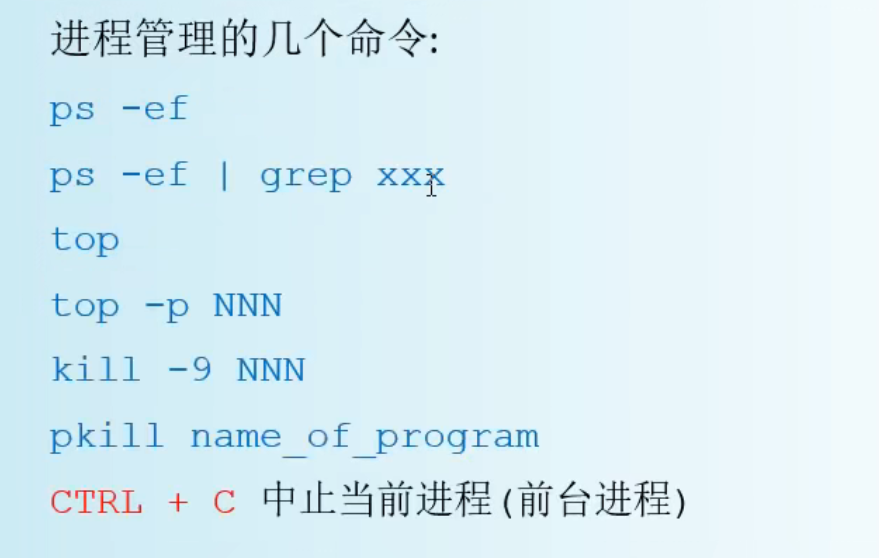 进程管理的几个命令:
ps -ef
ps -ef | grep xxx
top
top -p NNN
kill -9 NNN
pkill name_of_program
CTRL + C 中止当前进程(前台进程)